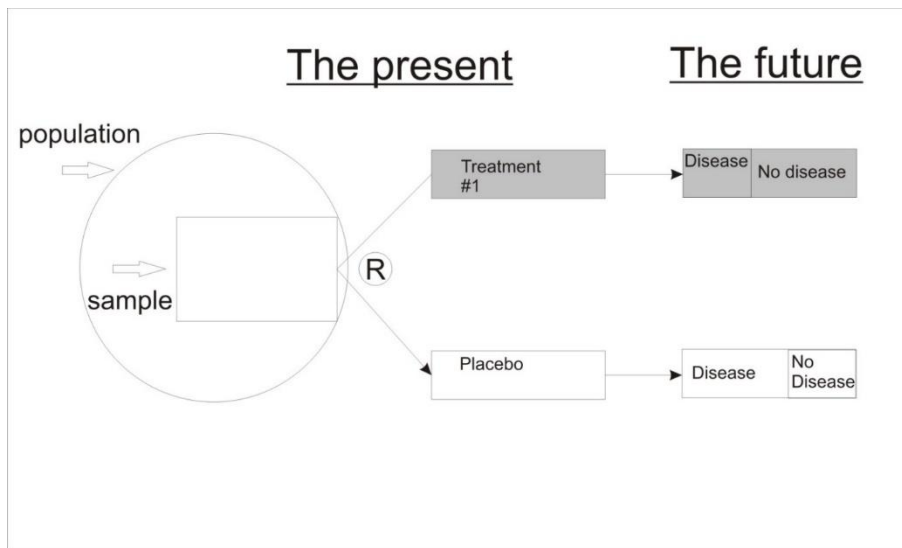 The present
The future
population
sample
R
Treatment
#1
Disease
No disease
Placebo
Disease
No
Disease